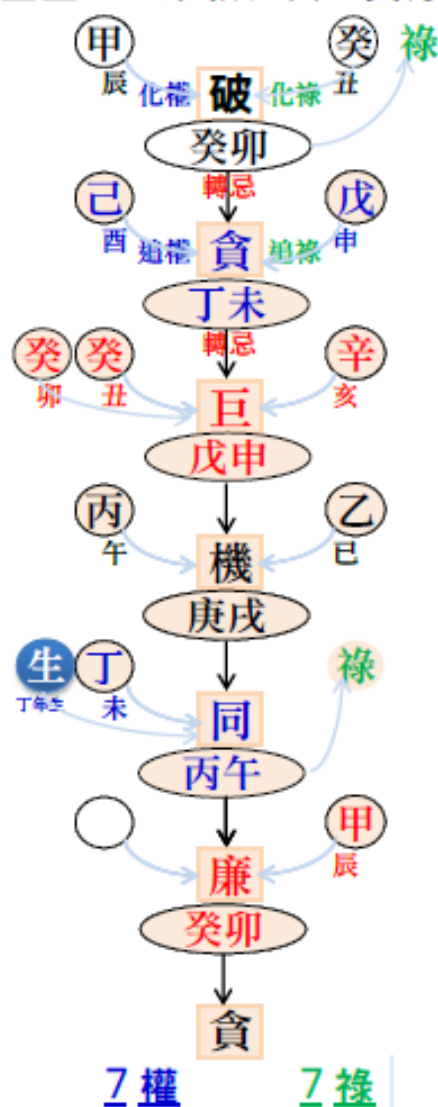 甲 癸 祿
辰 化權 破 化祿 丑
癸卯
轉忌
己 戊
酉 追權 貪 追祿 申
丁未
轉忌
癸 癸 辛
卯 丑 巨 亥
戊申
丙 乙
午 機 巳
庚戌
生 丁 祿
丁年生 未 同
丙午
甲
廉 辰
癸卯
貪
7 權 7 祿